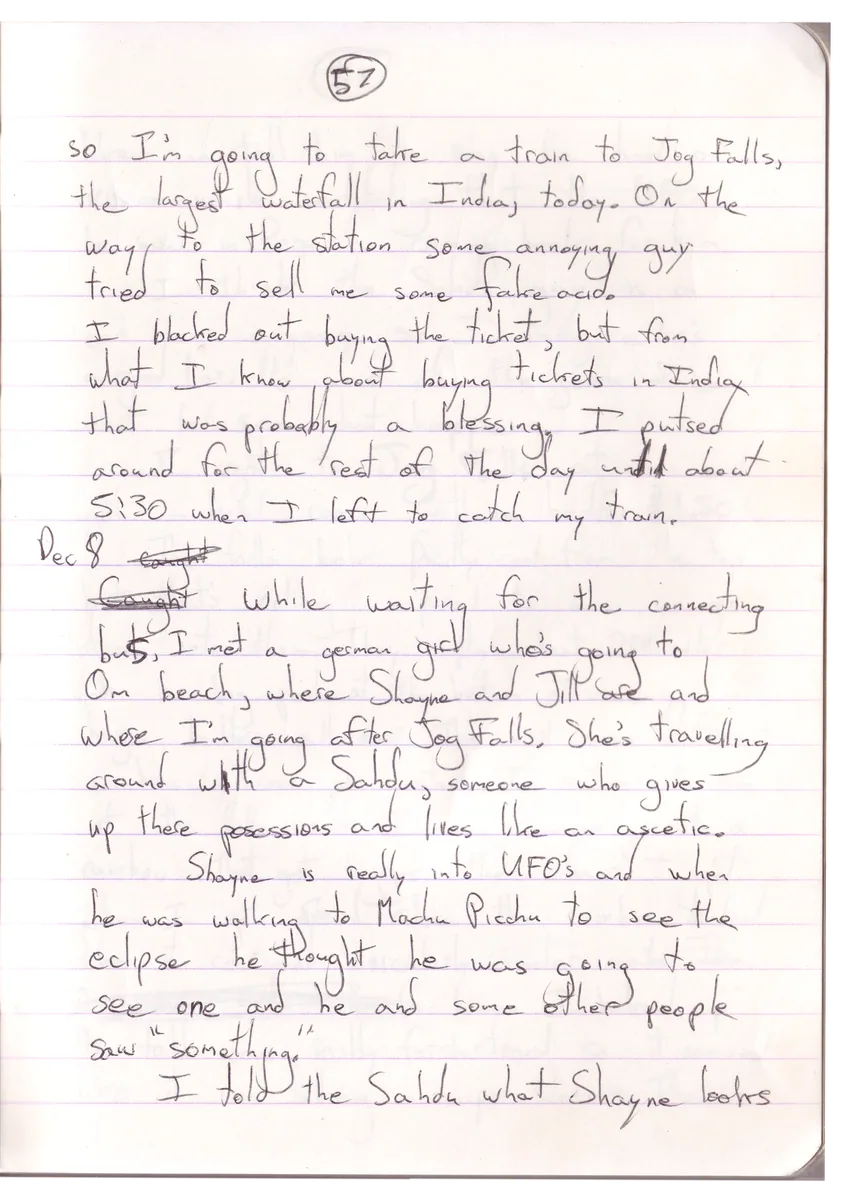 57
so I'm going to take a train to Jog Falls,
the largest waterfall in India, today. On the
way, to the station some annoying guy
tried to sell me some fake acid.
I blacked out buying the ticket, but from
what I know about buying tickets in India
that was probably a blessing. I putsed
around for the rest of the day until about
5:30 when I left to catch my train.
Dec 8 caught
Caught While waiting for the connecting
bus, I met a german girl who's going to
Om beach, where Shayne and Jill are and
where I'm going after Jog Falls. She's travelling
around with a Sahdu, someone who gives
up there posessions and lives like an ascetic.
Shayne is really into UFO's and when
he was walking to Machu Picchu to see the
eclipse he thought he was going to
see one and he and some other people
saw "something."
I told the Sahdu what Shayne looks